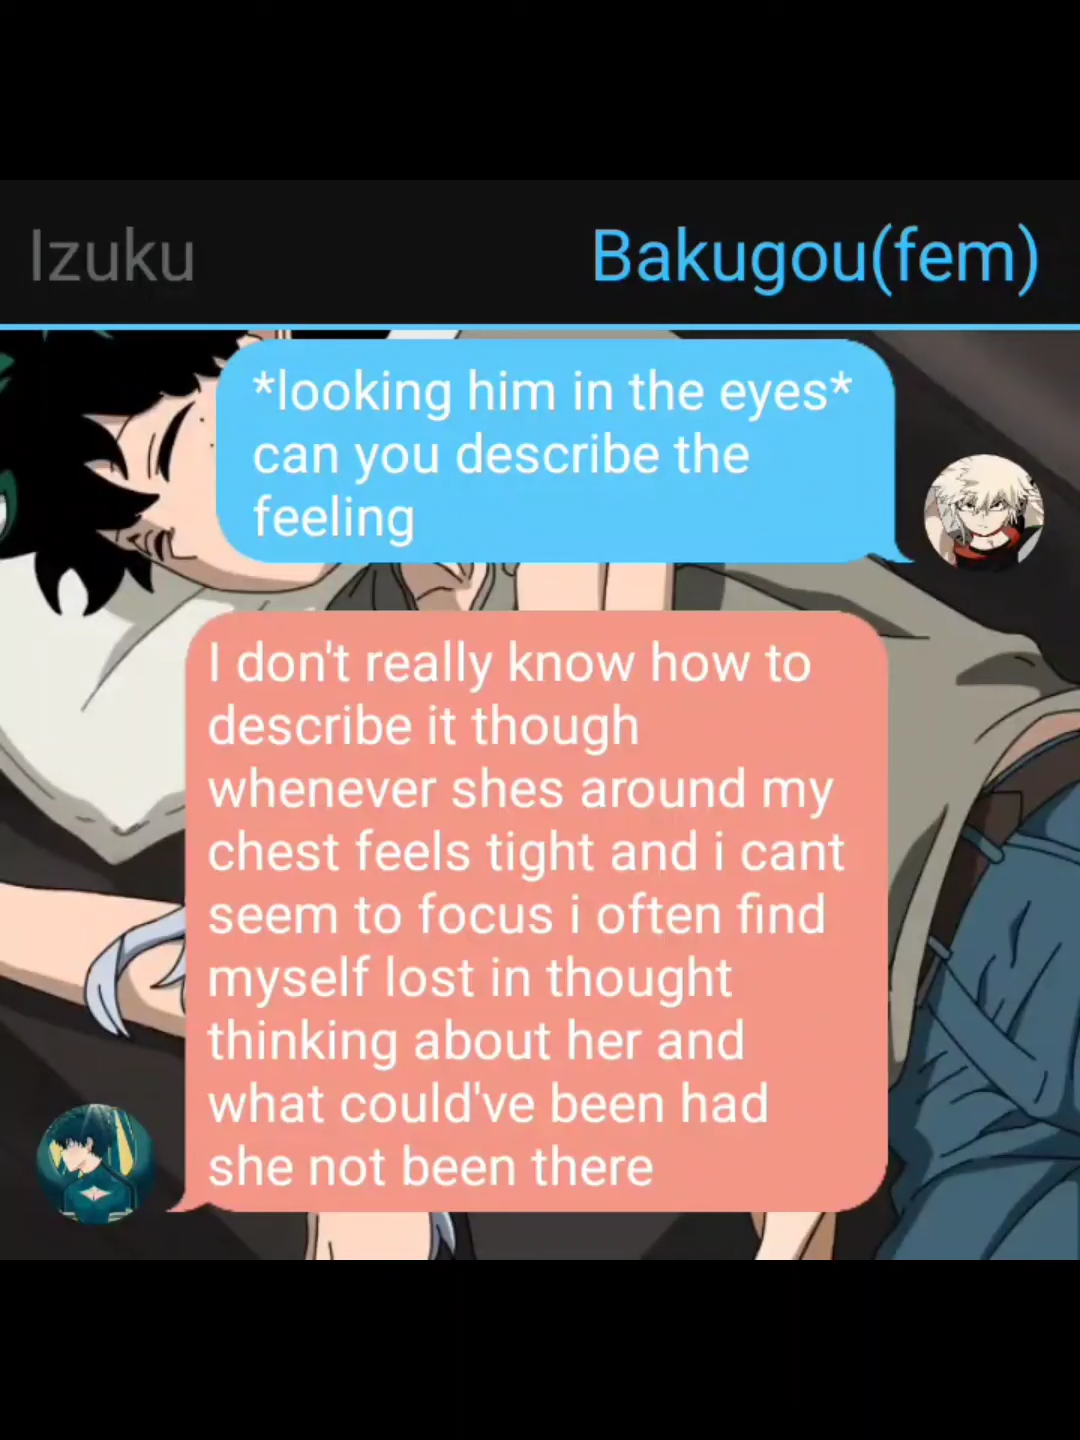 Izuku
Bakugou(fem)
*looking him in the eyes*
can you describe the
feeling
I don't really know how to
describe it though
whenever shes around my
chest feels tight and i cant
seem to focus i often find
myself lost in thought
thinking about her and
what could've been had
she not been there